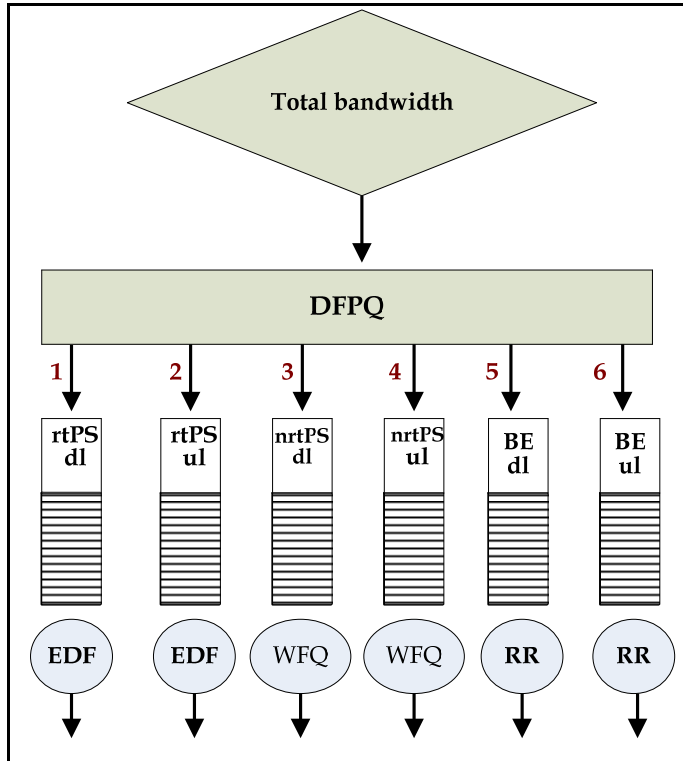 Total bandwidth
DFPQ
1 2 3 4 5 6
rtPS rtPS nrtPS nrtPS BE BE
dl ul dl ul dl ul
EDF EDF WFQ WFQ RR RR